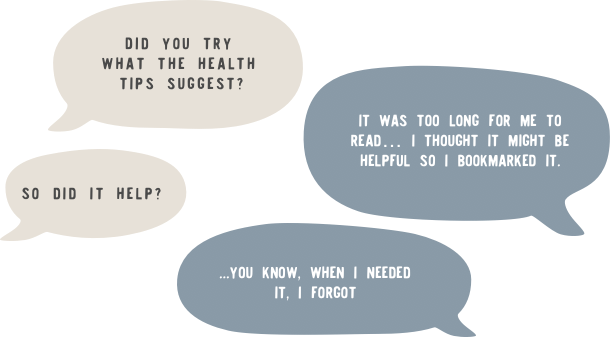 DID YOU TRY
WHAT THE HEALTH
TIPS SUGGEST?
IT WAS TOO LONG FOR ME TO
READ... I THOUGHT IT MIGHT BE
HELPFUL SO I BOOKMARKED IT.
SO DID IT HELP?
...YOU KNOW, WHEN I NEEDED
IT, I FORGOT